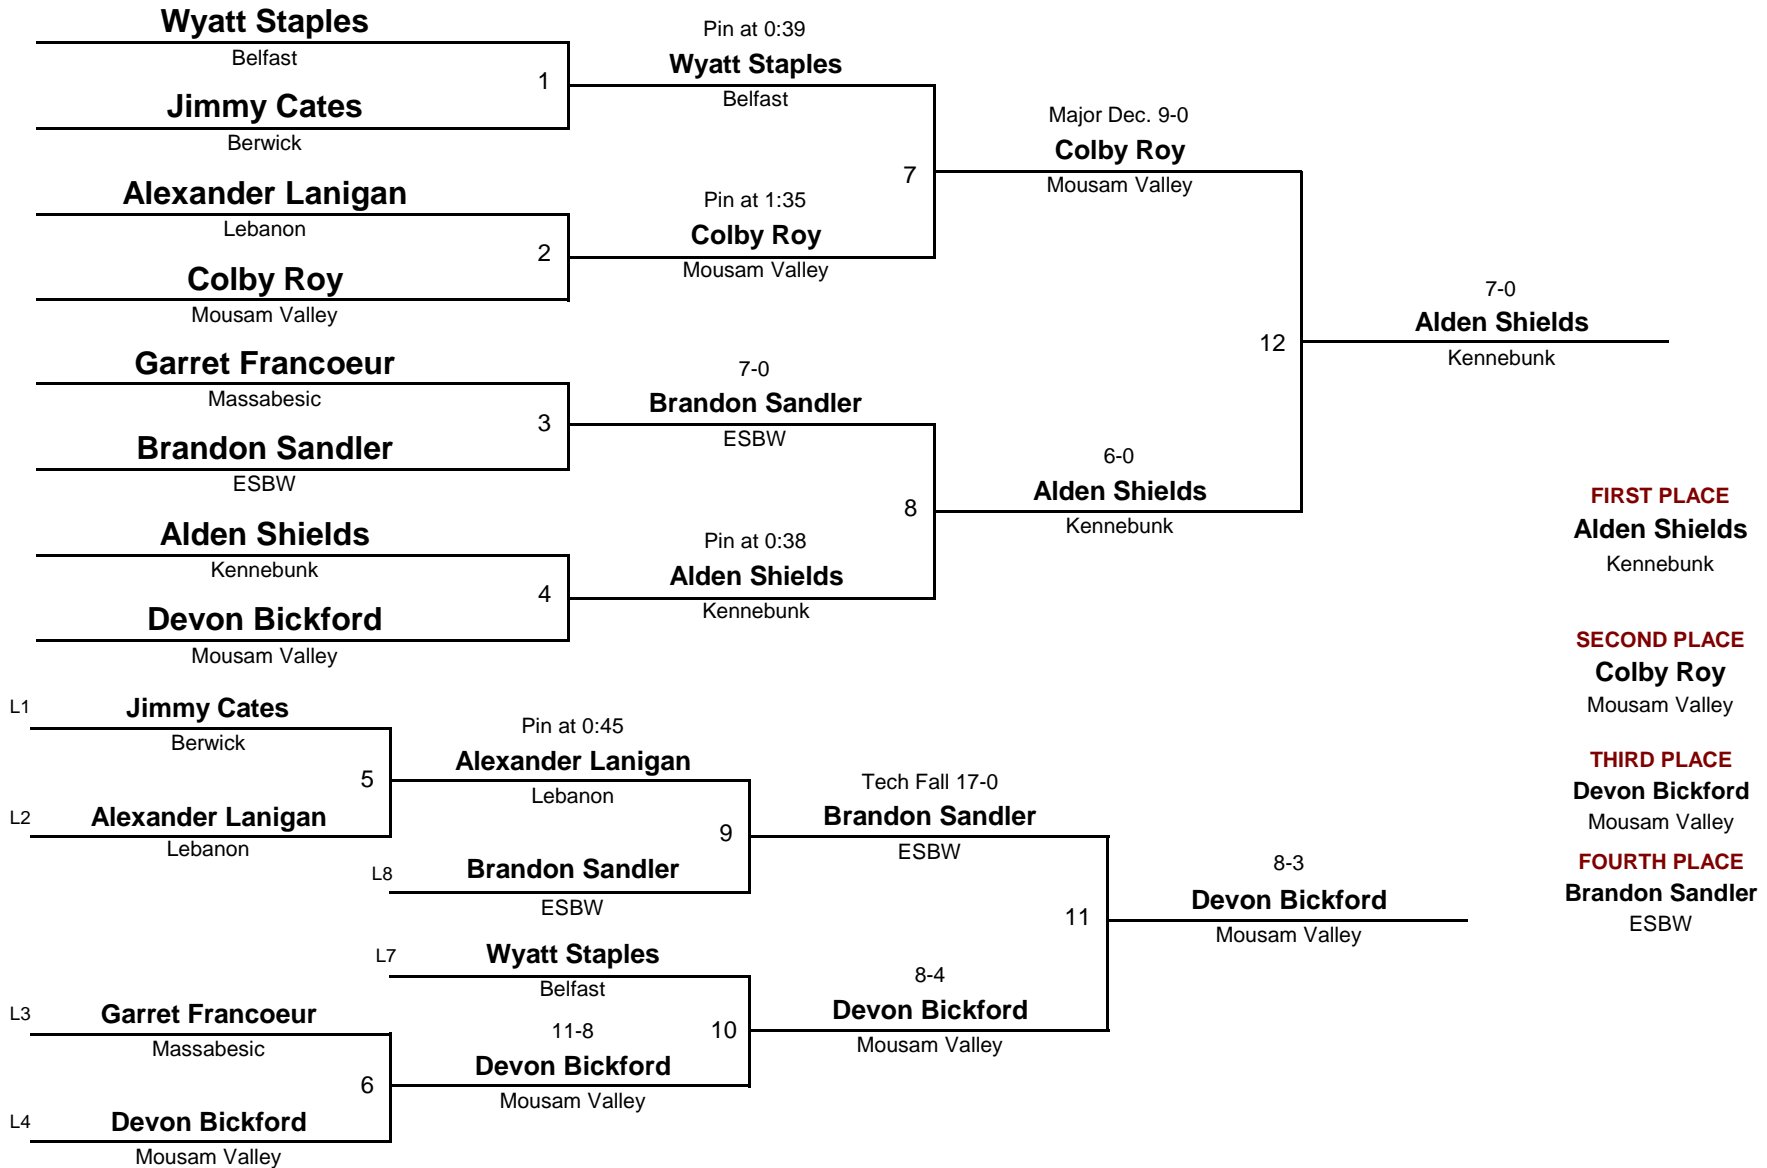 Wyatt Staples
Belfast
1
Jimmy Cates
Berwick
Alexander Lanigan
Lebanon
2
Colby Roy
Mousam Valley
Garret Francoeur
Massabesic
3
Brandon Sandler
ESBW
Alden Shields
Kennebunk
4
Devon Bickford
Mousam Valley
Pin at 0:39
Wyatt Staples
Belfast
7
Pin at 1:35
Colby Roy
Mousam Valley
7-0
Brandon Sandler
ESBW
8
Pin at 0:38
Alden Shields
Kennebunk
Major Dec. 9-0
Colby Roy
Mousam Valley
12
6-0
Alden Shields
Kennebunk
7-0
Alden Shields
Kennebunk
L1
Jimmy Cates
Berwick
5
L2
Alexander Lanigan
Lebanon
Pin at 0:45
Alexander Lanigan
Lebanon
9
L8
Brandon Sandler
ESBW
L7
Wyatt Staples
Belfast
10
L3
Garret Francoeur
Massabesic
6
L4
Devon Bickford
Mousam Valley
11-8
Devon Bickford
Mousam Valley
Tech Fall 17-0
Brandon Sandler
ESBW
11
8-4
Devon Bickford
Mousam Valley
8-3
Devon Bickford
Mousam Valley
FIRST PLACE
Alden Shields
Kennebunk
SECOND PLACE
Colby Roy
Mousam Valley
THIRD PLACE
Devon Bickford
Mousam Valley
FOURTH PLACE
Brandon Sandler
ESBW